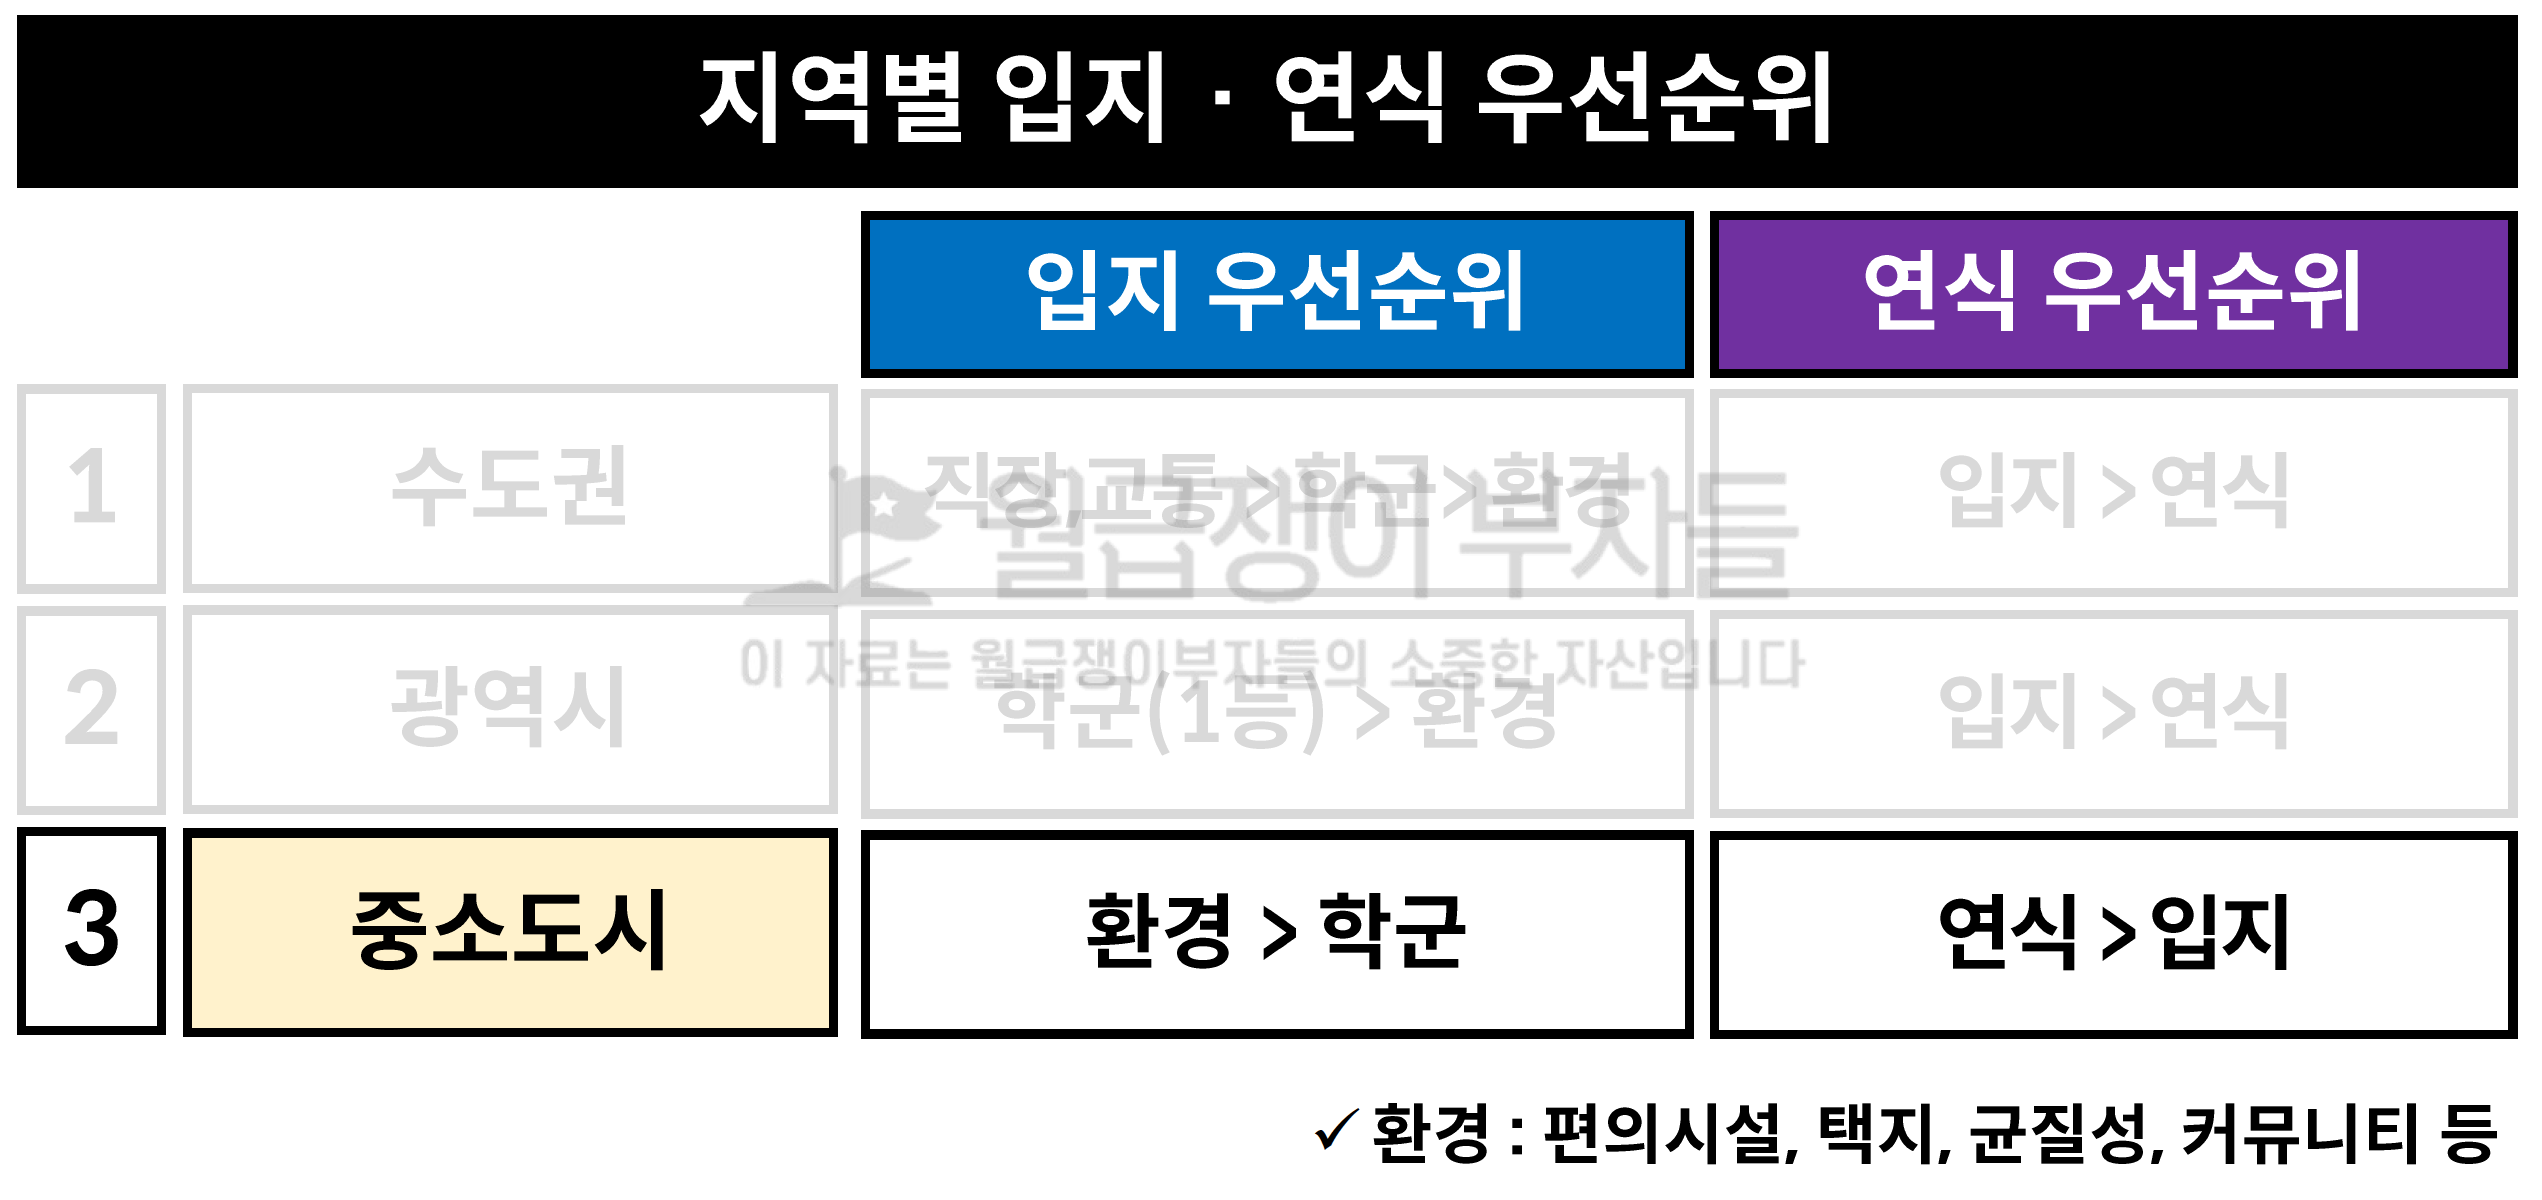 지역별 입지 · 연식 우선순위
입지 우선순위 연식 우선순위
1 수도권 직장,교통 > 학군 > 환경 입지 > 연식
월급쟁이 부자들
이 자료는 월급쟁이부자들의 소중한 자산입니다
2 광역시 학군(1등) > 환경 입지 > 연식
3 중소도시 환경 > 학군 연식 > 입지
✓ 환경 : 편의시설, 택지, 균질성, 커뮤니티 등